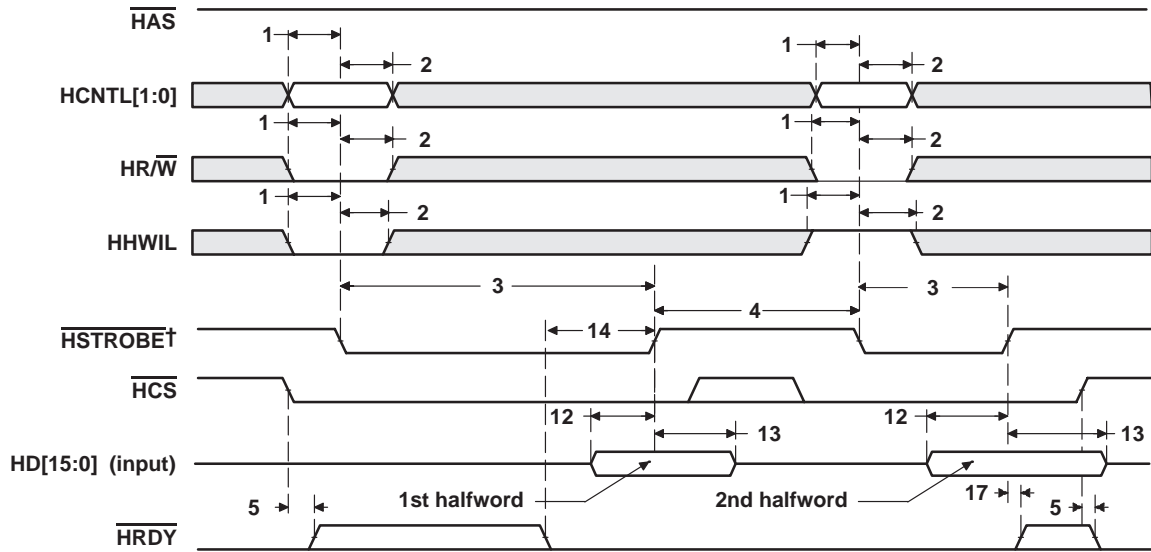 HAS
1
2
HCNTL[1:0]
1
2
HR/W
1
2
HHWIL
1
2
1
2
1
2
1
2
3
4
3
HSTROBE†
14
HCS
12
13
12
13
HD[15:0] (input)
1st halfword
2nd halfword
5
17
5
HRDY